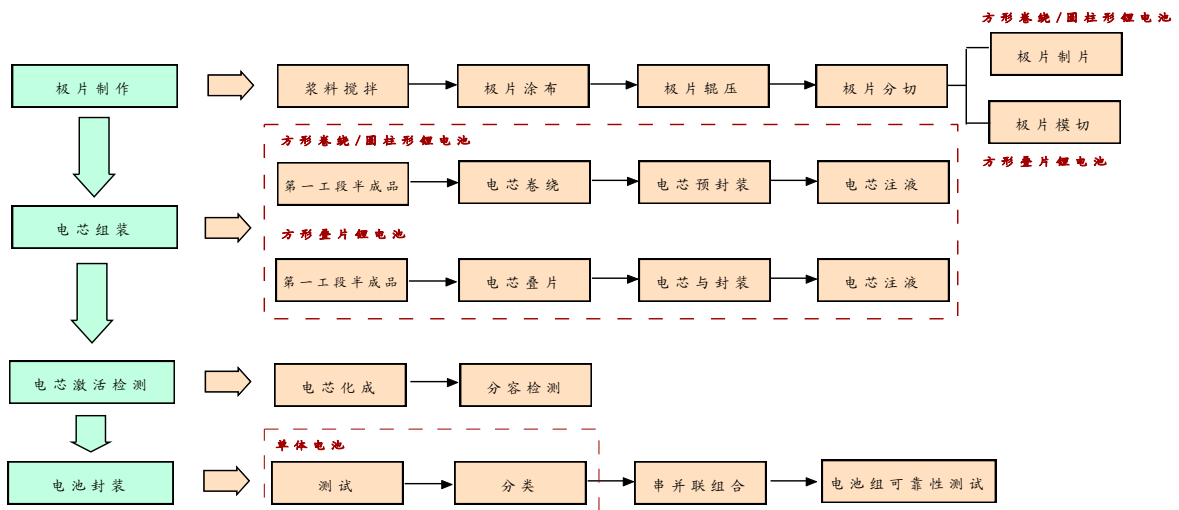 方形卷绕/圆柱形锂电池
极片制作
浆料搅拌
极片涂布
极片辊压
极片分切
极片制片
极片模切
方形叠片锂电池
方形卷绕/圆柱形锂电池
第一工段半成品
电芯卷绕
电芯预封装
电芯注液
电芯组装
方形叠片锂电池
第一工段半成品
电芯叠片
电芯与封装
电芯注液
电芯激活检测
电芯化成
分容检测
单体电池
电池封装
测试
分类
串并联组合
电池组可靠性测试